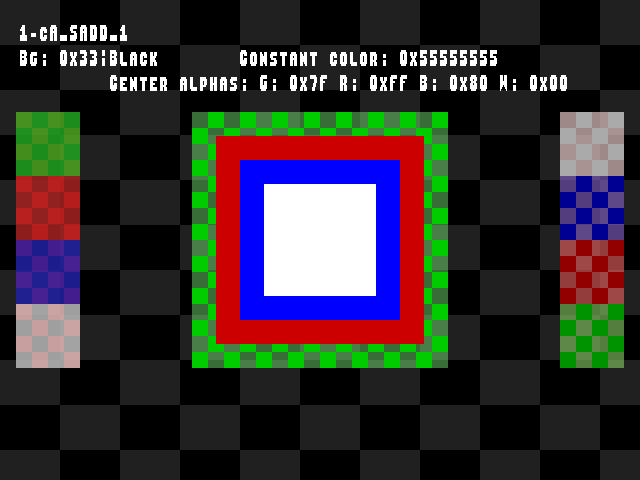 1-cA_SADD_1
Bg: 0x33¦Black Constant color: 0x55555555
Center alphas: G: 0x7f R: 0xff B: 0x80 W: 0x00